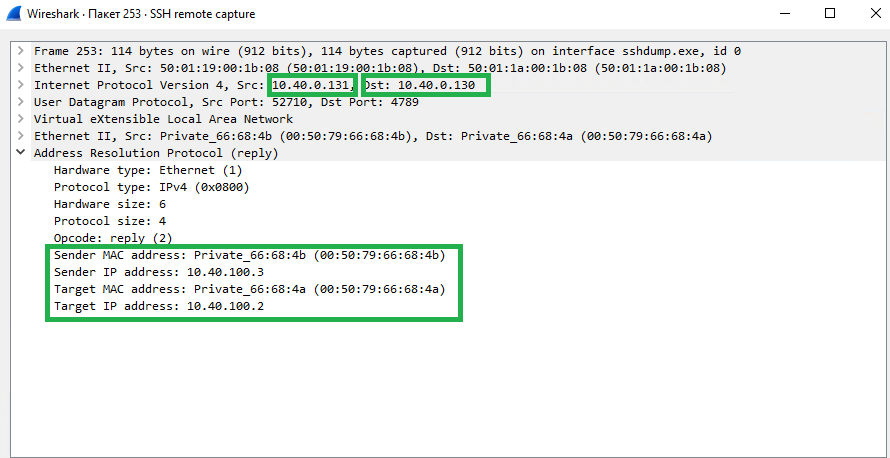 Wireshark · Пакет 253 · SSH remote capture
Frame 253: 114 bytes on wire (912 bits), 114 bytes captured (912 bits) on interface sshdump.exe, id 0
Ethernet II, Src: 50:01:19:00:1b:08 (50:01:19:00:1b:08), Dst: 50:01:1a:00:1b:08 (50:01:1a:00:1b:08)
Internet Protocol Version 4, Src: 10.40.0.131, Dst: 10.40.0.130
User Datagram Protocol, Src Port: 52710, Dst Port: 4789
Virtual eXtensible Local Area Network
Ethernet II, Src: Private_66:68:4b (00:50:79:66:68:4b), Dst: Private_66:68:4a (00:50:79:66:68:4a)
Address Resolution Protocol (reply)
Hardware type: Ethernet (1)
Protocol type: IPv4 (0x0800)
Hardware size: 6
Protocol size: 4
Opcode: reply (2)
Sender MAC address: Private_66:68:4b (00:50:79:66:68:4b)
Sender IP address: 10.40.100.3
Target MAC address: Private_66:68:4a (00:50:79:66:68:4a)
Target IP address: 10.40.100.2